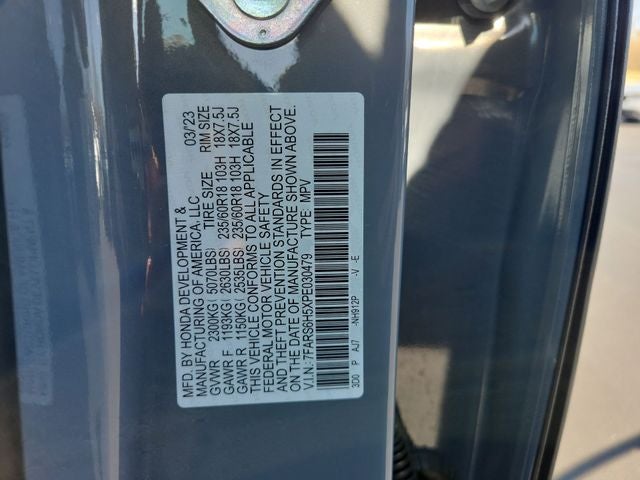 MFD. BY HONDA DEVELOPMENT & 03/23
MANUFACTURING OF AMERICA, LLC
GVWR 2300KG( 5070LBS) TIRE SIZE RIM SIZE
GAWR F 1193KG( 2630LBS) 235/60R18 103H 18X7.5J
GAWR R 1150KG( 2535LBS) 235/60R18 103H 18X7.5J
THIS VEHICLE CONFORMS TO ALL APPLICABLE
FEDERAL MOTOR VEHICLE SAFETY
AND THEFT PREVENTION STANDARDS IN EFFECT
ON THE DATE OF MANUFACTURE SHOWN ABOVE.
V.I.N.:7FARS6H5XPE030479 TYPE: MPV
3D0 P AJ7 -NH912P -V -E